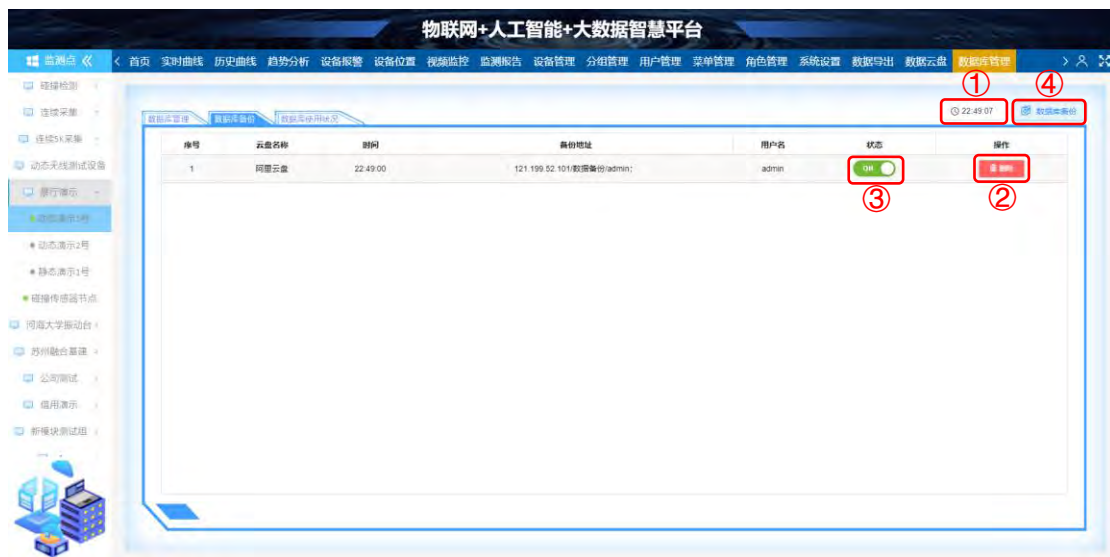 物联网+人工智能+大数据智慧平台
监测点 《 < 首页 实时曲线 历史曲线 趋势分析 设备报警 设备位置 视频监控 监测报告 设备管理 分组管理 用户管理 菜单管理 角色管理 系统设置 数据导出 数据云盘 数据库管理 >
① ④
22:49:07 数据库备份
数据库管理 数据库备份 数据库使用状况
序号 云盘名称 时间 备份地址 用户名 状态 操作
1 阿里云盘 22:49:00 121.199.52.101/数据备份/admin; admin ON 删除
③ ②
碰撞检测
连续采集
连续5K采集
动态无线测试设备
展厅演示
动态演示3号
动态演示2号
静态演示1号
碰撞传感器节点
河海大学振动台
苏州融合基建
公司测试
借用演示
新模块测试组